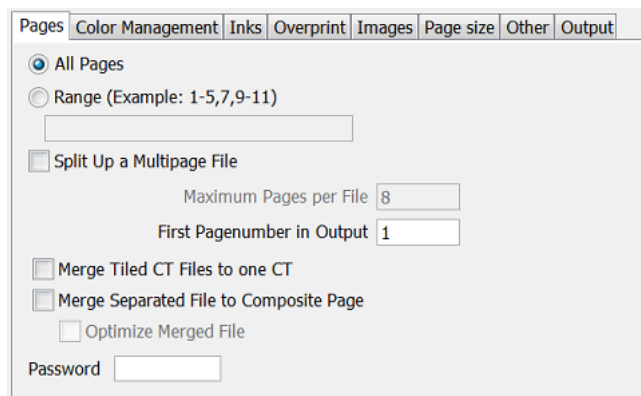 Pages Color Management Inks Overprint Images Page size Other Output
All Pages
Range (Example: 1-5,7,9-11)
Split Up a Multipage File
Maximum Pages per File 8
First Pagenumber in Output 1
Merge Tiled CT Files to one CT
Merge Separated File to Composite Page
Optimize Merged File
Password